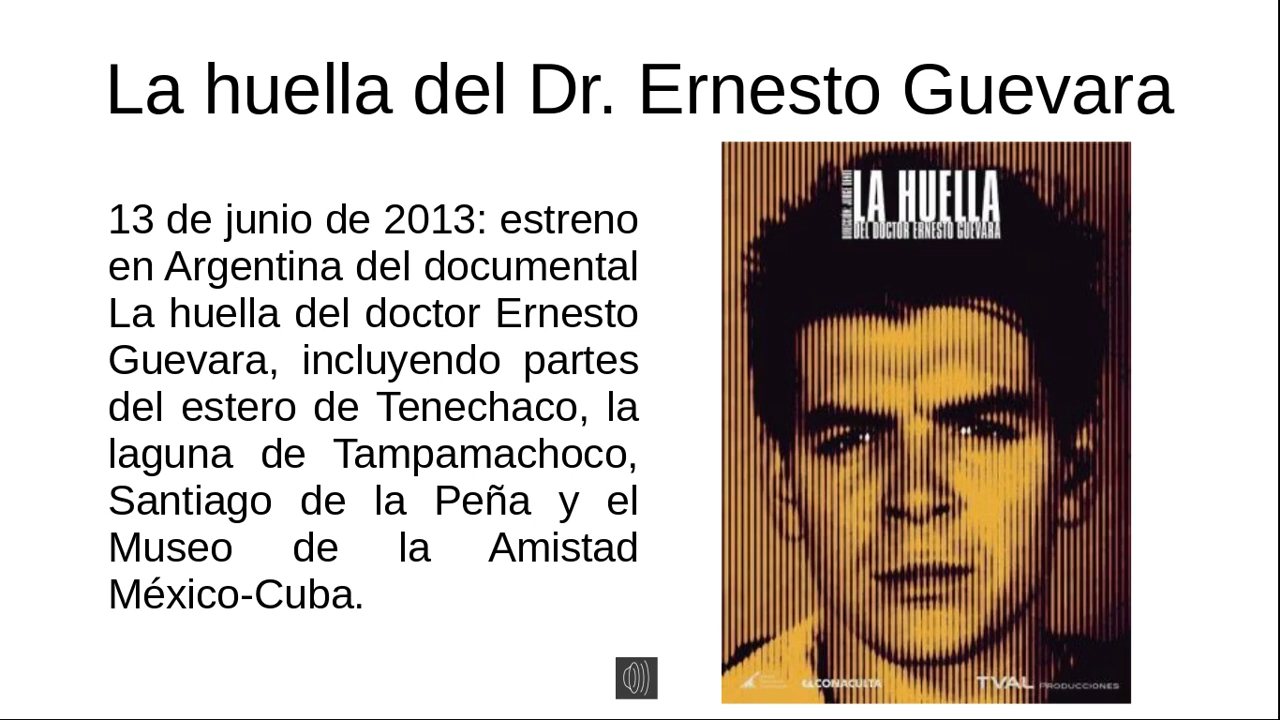 La huella del Dr. Ernesto Guevara
13 de junio de 2013: estreno
en Argentina del documental
La huella del doctor Ernesto
Guevara, incluyendo partes
del estero de Tenechaco, la
laguna de Tampamachoco,
Santiago de la Peña y el
Museo de la Amistad
México-Cuba.
LA HUELLA
DEL DOCTOR ERNESTO GUEVARA
CONACULTA
TVAL PRODUCCIONES